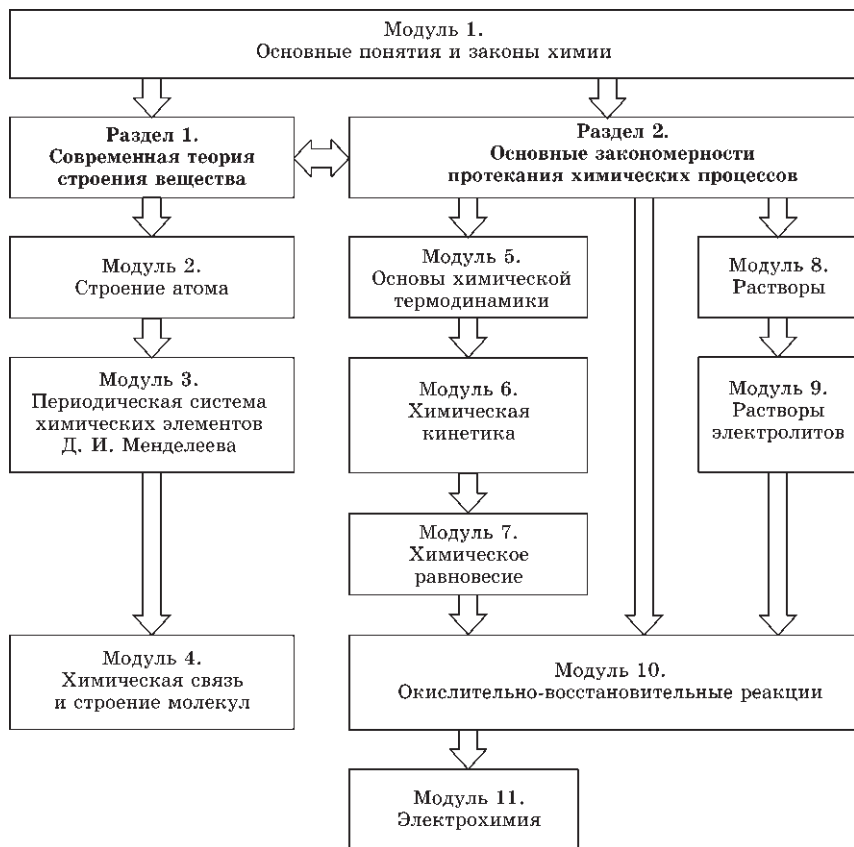 Модуль 1.
Основные понятия и законы химии
Раздел 1.
Современная теория
строения вещества
Раздел 2.
Основные закономерности
протекания химических процессов
Модуль 2.
Строение атома
Модуль 5.
Основы химической
термодинамики
Модуль 8.
Растворы
Модуль 3.
Периодическая система
химических элементов
Д. И. Менделеева
Модуль 6.
Химическая
кинетика
Модуль 9.
Растворы
электролитов
Модуль 7.
Химическое
равновесие
Модуль 4.
Химическая связь
и строение молекул
Модуль 10.
Окислительно-восстановительные реакции
Модуль 11.
Электрохимия